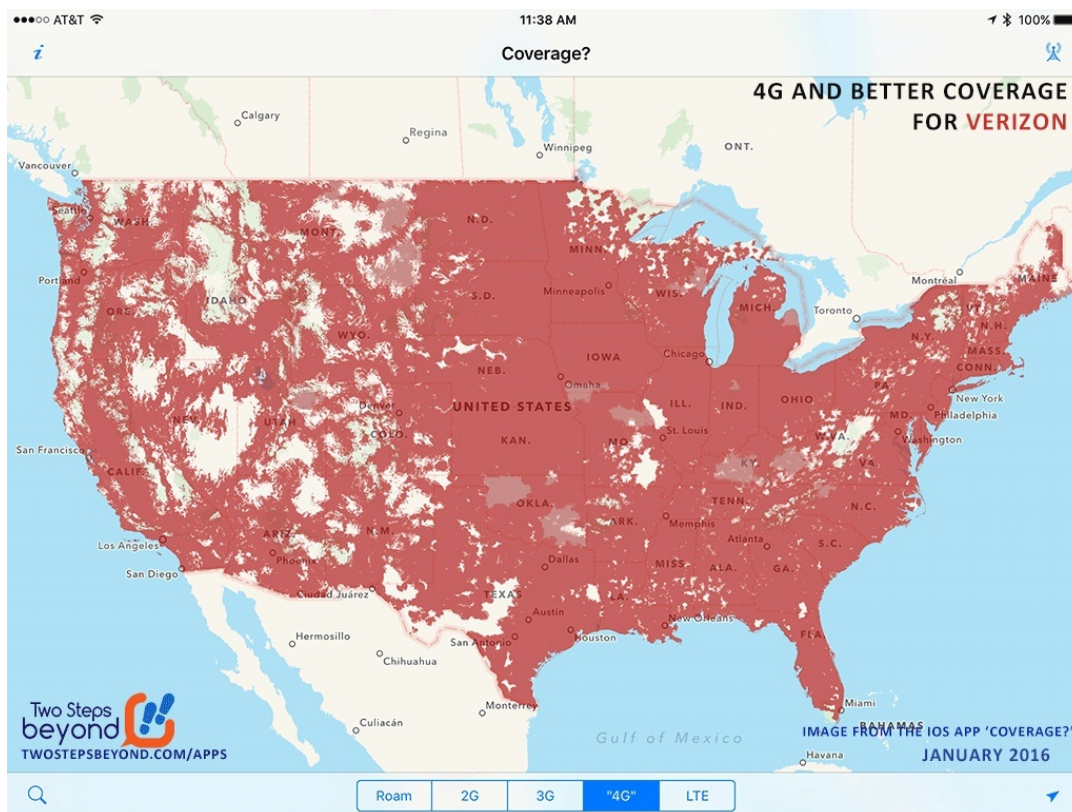 AT&T
11:38 AM
100%
i
Coverage?
4G AND BETTER COVERAGE
FOR VERIZON
Calgary
Regina
Winnipeg
ONT.
Vancouver
Seattle
WASH.
MONT.
N.D.
MINN.
Montréal
MAINE
Portland
ORE.
IDAHO
S.D.
Minneapolis
WIS.
MICH.
Toronto
VT.
N.H.
N.Y.
MASS.
WYO.
IOWA
Chicago
CONN.
NEB.
Omaha
PA.
New York
NEV.
UTAH
Denver
COLO.
UNITED STATES
ILL.
IND.
OHIO
MD.
Philadelphia
San Francisco
KAN.
MO.
St. Louis
W.VA.
Washington
CALIF.
KY.
VA.
OKLA.
TENN.
N.C.
Los Angeles
ARIZ.
N.M.
ARK.
Memphis
Phoenix
Atlanta
S.C.
San Diego
Dallas
MISS.
ALA.
GA.
Ciudad Juárez
TEXAS
LA.
Austin
New Orleans
Hermosillo
San Antonio
Houston
FLA.
Chihuahua
Two Steps
beyond
TWOSTEPSBEYOND.COM/APPS
Monterrey
Miami
Culiacán
BAHAMAS
Gulf of Mexico
IMAGE FROM THE IOS APP 'COVERAGE?'
JANUARY 2016
Havana
Roam
2G
3G
"4G"
LTE